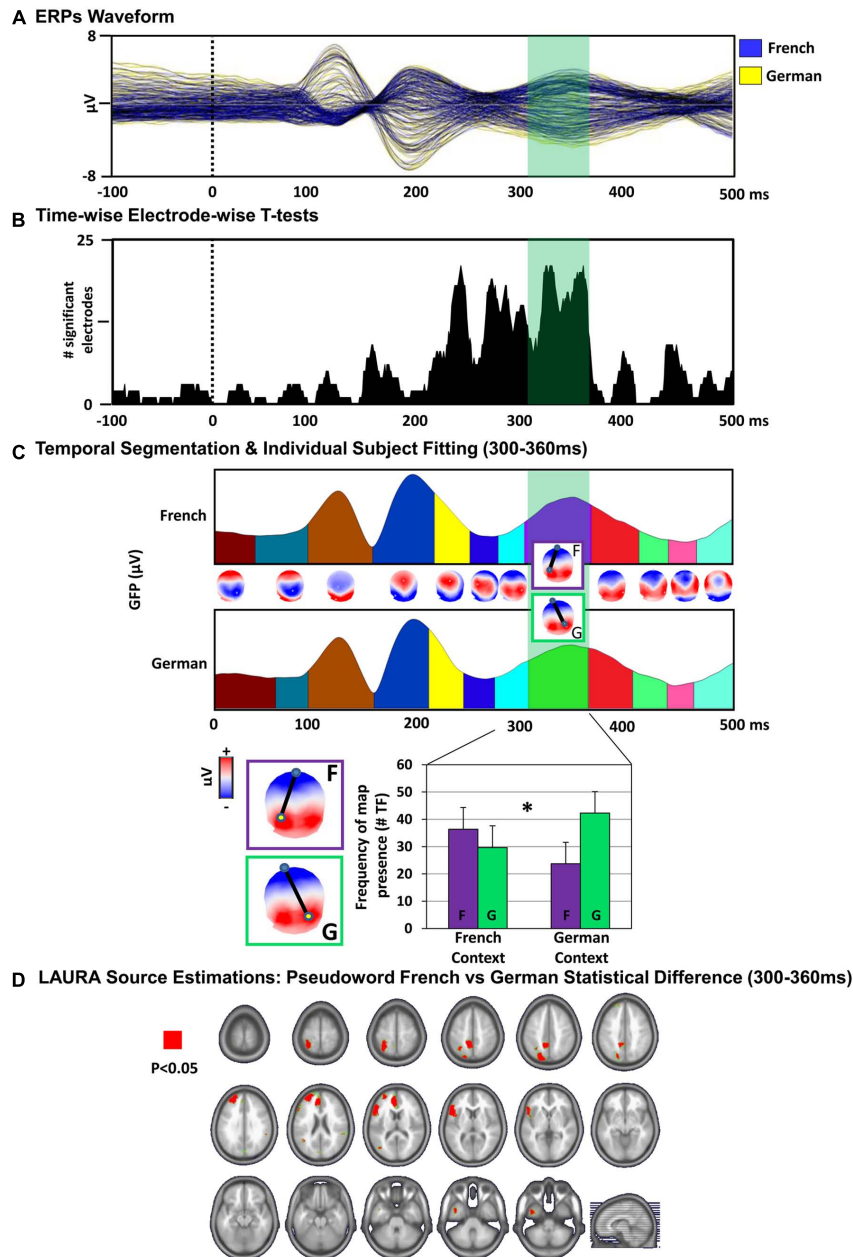 A ERPs Waveform
8
µV
-8
French
German
-100 0 100 200 300 400 500 ms
B Time-wise Electrode-wise T-tests
25
# significant
electrodes
0
-100 0 100 200 300 400 500 ms
C Temporal Segmentation & Individual Subject Fitting (300-360ms)
French
F
GFP (µV)
G
German
0 100 200 300 400 500 ms
+
µV
-
F
G
Frequency of map
presence (# TF)
60
50
40
30
20
10
0
*
F G F G
French
Context
German
Context
D LAURA Source Estimations: Pseudoword French vs German Statistical Difference (300-360ms)
P<0.05